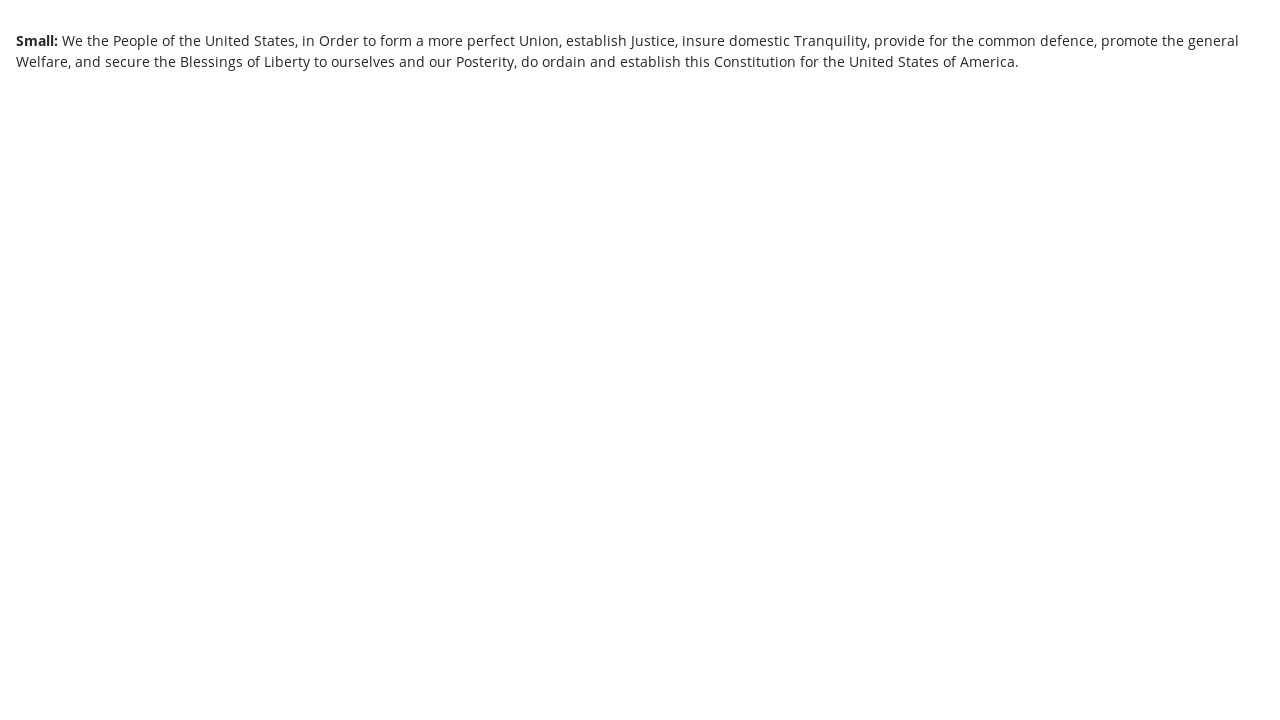 Small: We the People of the United States, in Order to form a more perfect Union, establish Justice, insure domestic Tranquility, provide for the common defence, promote the general
Welfare, and secure the Blessings of Liberty to ourselves and our Posterity, do ordain and establish this Constitution for the United States of America.